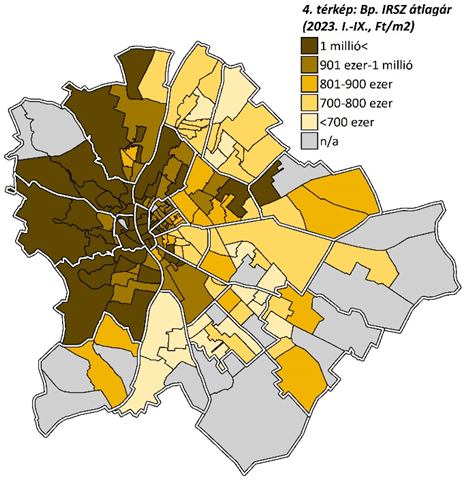 4. térkép: Bp. IRSZ átlagár
(2023. I.-IX., Ft/m2)
1 millió<
901 ezer-1 millió
801-900 ezer
700-800 ezer
<700 ezer
n/a